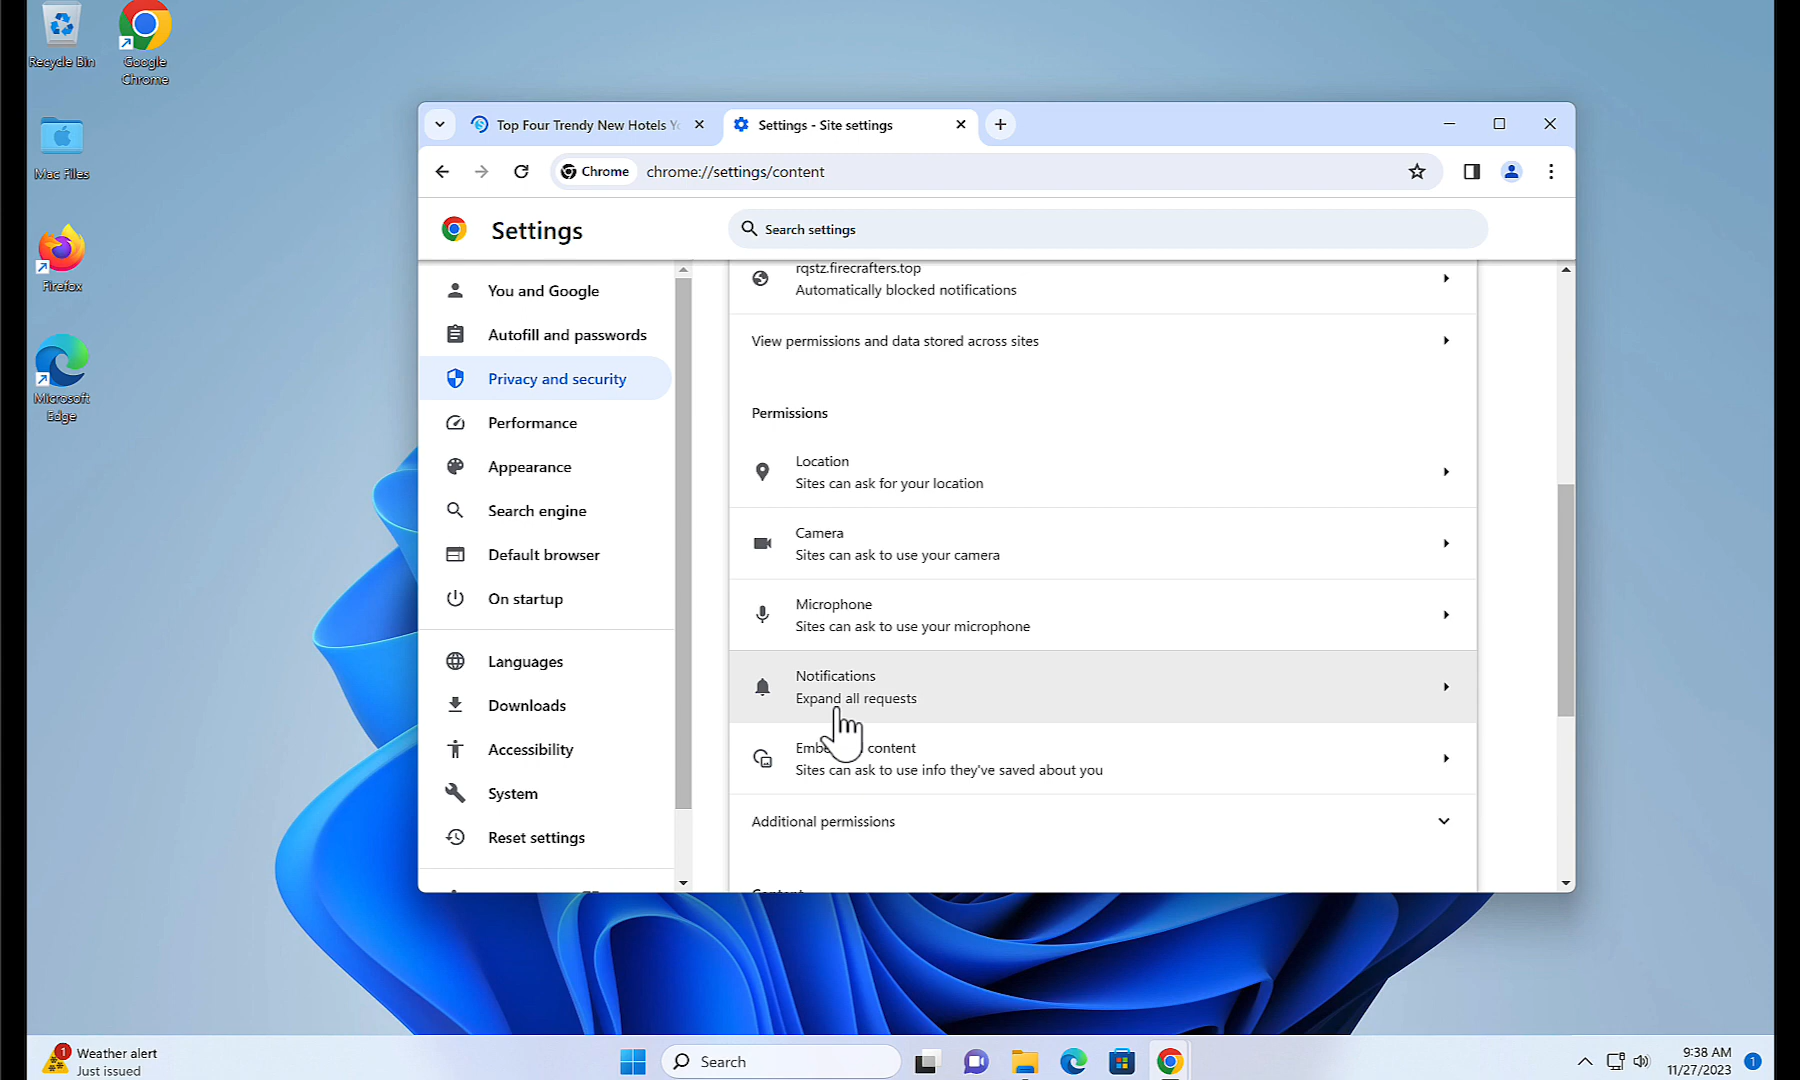 Recycle Bin
Google
Chrome
Mac Files
Firefox
Microsoft
Edge
Top Four Trendy New Hotels Yo
Settings - Site settings
Chrome
chrome://settings/content
Settings
Search settings
You and Google
Autofill and passwords
Privacy and security
Performance
Appearance
Search engine
Default browser
On startup
Languages
Downloads
Accessibility
System
Reset settings
rqstz.firecrafters.top
Automatically blocked notifications
View permissions and data stored across sites
Permissions
Location
Sites can ask for your location
Camera
Sites can ask to use your camera
Microphone
Sites can ask to use your microphone
Notifications
Expand all requests
content
Sites can ask to use info they've saved about you
Additional permissions
Content
1
Weather alert
Just issued
Search
9:38 AM
11/27/2023
1